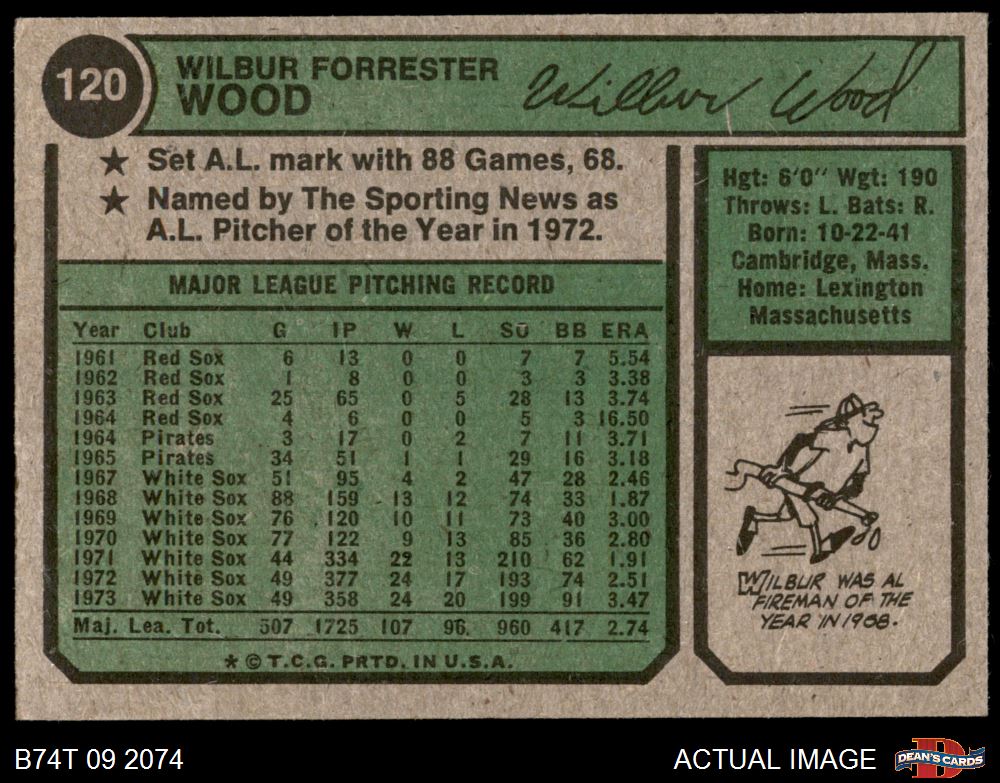 120
WILBUR FORRESTER
WOOD
Wilbur Wood
★ Set A.L. mark with 88 Games, 68.
★ Named by The Sporting News as
A.L. Pitcher of the Year in 1972.
MAJOR LEAGUE PITCHING RECORD
Year Club G IP W L SO BB ERA
1961 Red Sox 6 13 0 0 7 7 5.54
1962 Red Sox 1 8 0 0 3 3 3.38
1963 Red Sox 25 65 0 5 28 13 3.74
1964 Red Sox 4 6 0 0 5 3 16.50
1964 Pirates 3 17 0 2 7 11 3.71
1965 Pirates 34 51 1 1 29 16 3.18
1967 White Sox 51 95 4 2 47 28 2.46
1968 White Sox 88 159 13 12 74 33 1.87
1969 White Sox 76 120 10 11 73 40 3.00
1970 White Sox 77 122 9 13 85 36 2.80
1971 White Sox 44 334 22 13 210 62 1.91
1972 White Sox 49 377 24 17 193 74 2.51
1973 White Sox 49 358 24 20 199 91 3.47
Maj. Lea. Tot. 507 1725 107 96 960 417 2.74
★ © T.C.G. PRTD. IN U.S.A.
Hgt: 6'0" Wgt: 190
Throws: L. Bats: R.
Born: 10-22-41
Cambridge, Mass.
Home: Lexington
Massachusetts
WILBUR WAS AL
FIREMAN OF THE
YEAR IN 1968.
B74T 09 2074
ACTUAL IMAGE
D
DEAN'S CARDS